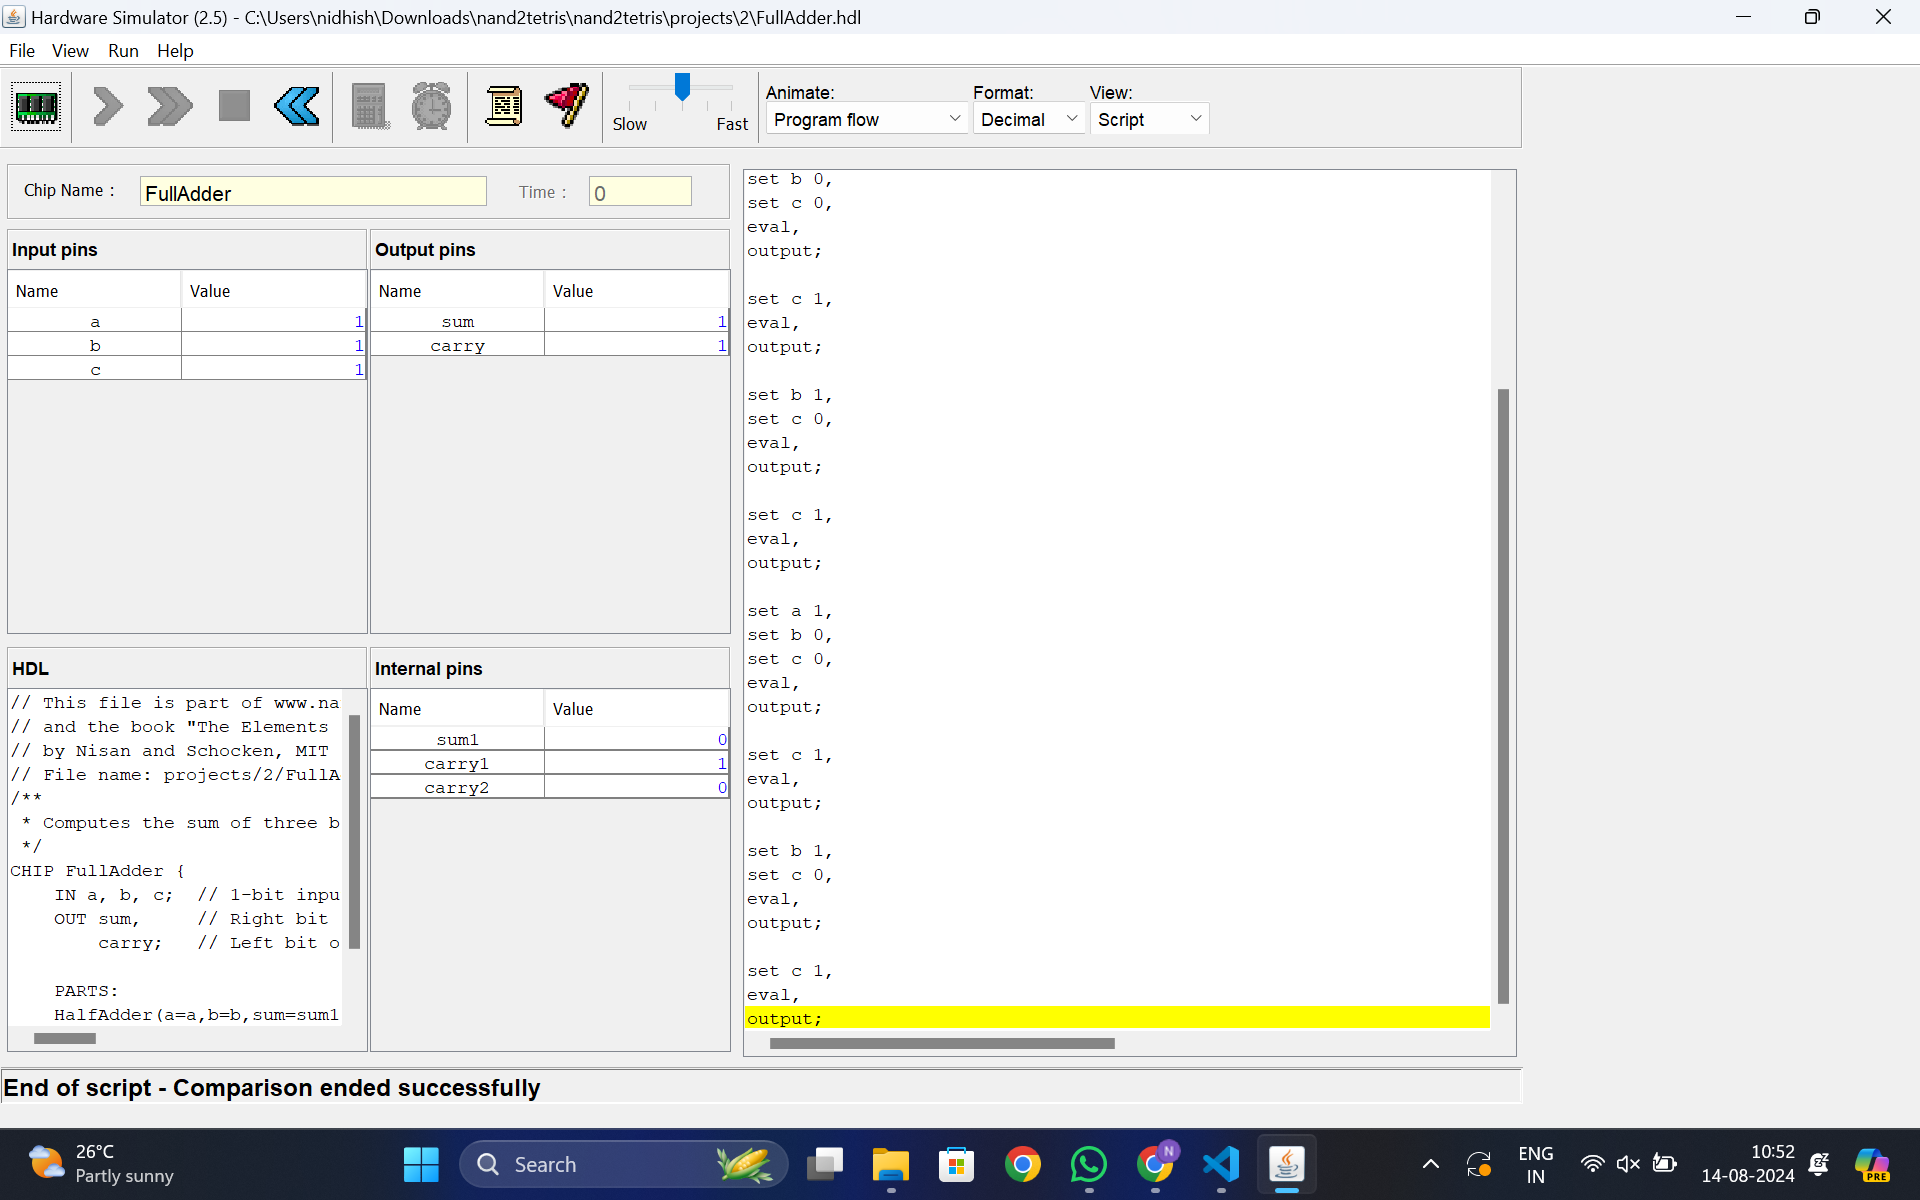 Hardware Simulator (2.5) - C:\Users\nidhish\Downloads\nand2tetris\nand2tetris\projects\2\FullAdder.hdl
File View Run Help
Slow Fast
Animate: Format: View:
Program flow Decimal Script
Chip Name : FullAdder Time : 0
Input pins
Name Value
a 1
b 1
c 1
Output pins
Name Value
sum 1
carry 1
HDL
// This file is part of www.na
// and the book "The Elements
// by Nisan and Schocken, MIT
// File name: projects/2/FullA
/**
* Computes the sum of three b
*/
CHIP FullAdder {
IN a, b, c; // 1-bit inpu
OUT sum, // Right bit
carry; // Left bit o
PARTS:
HalfAdder(a=a,b=b,sum=sum1
Internal pins
Name Value
sum1 0
carry1 1
carry2 0
set b 0,
set c 0,
eval,
output;
set c 1,
eval,
output;
set b 1,
set c 0,
eval,
output;
set c 1,
eval,
output;
set a 1,
set b 0,
set c 0,
eval,
output;
set c 1,
eval,
output;
set b 1,
set c 0,
eval,
output;
set c 1,
eval,
output;
End of script - Comparison ended successfully
26°C
Partly sunny
Search
N
ENG
IN
10:52
14-08-2024
PRE